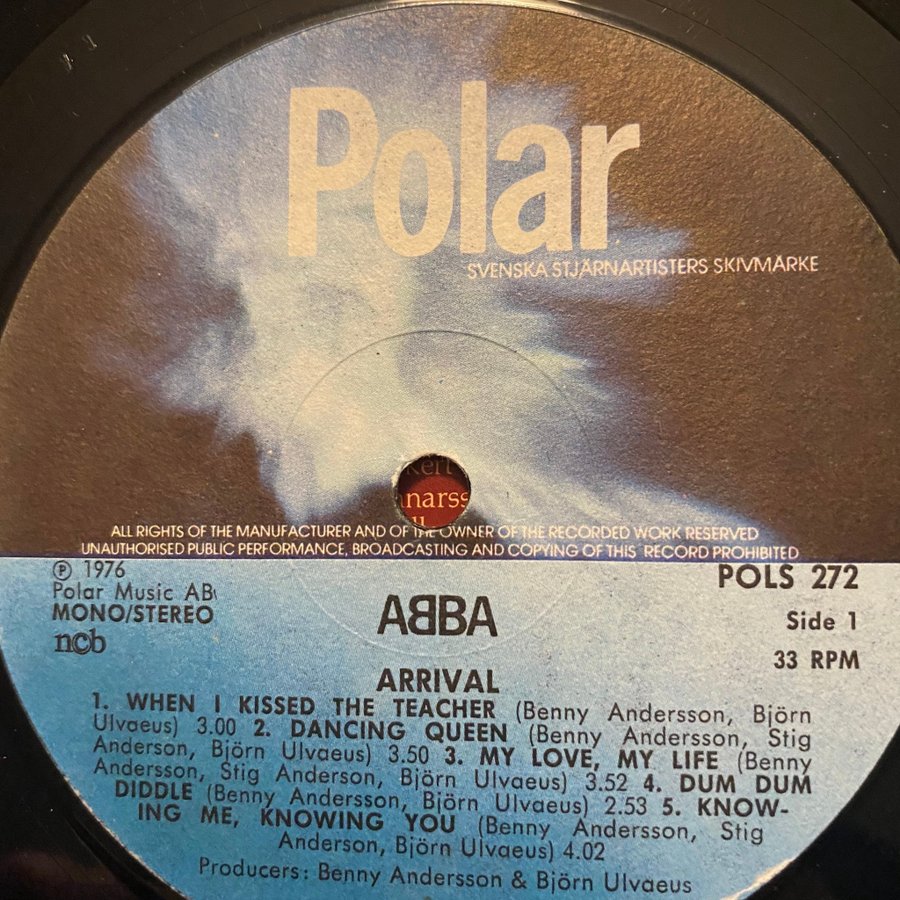 Polar
SVENSKA STJÄRNARTISTERS SKIVMÄRKE
narss
ALL RIGHTS OF THE MANUFACTURER AND OF THE OWNER OF THE RECORDED WORK RESERVED
UNAUTHORISED PUBLIC PERFORMANCE, BROADCASTING AND COPYING OF THIS RECORD PROHIBITED
Ⓟ 1976
Polar Music AB
MONO/STEREO
ncb
POLS 272
Side 1
33 RPM
AᗺBA
ARRIVAL
1. WHEN I KISSED THE TEACHER (Benny Andersson, Björn
Ulvaeus) 3.00 2. DANCING QUEEN (Benny Andersson, Stig
Anderson, Björn Ulvaeus) 3.50 3. MY LOVE, MY LIFE (Benny
Andersson, Stig Anderson, Björn Ulvaeus) 3.52 4. DUM DUM
DIDDLE (Benny Andersson, Björn Ulvaeus) 2.53 5. KNOW-
ING ME, KNOWING YOU (Benny Andersson, Stig
Anderson, Björn Ulvaeus) 4.02
Producers: Benny Andersson & Björn Ulvaeus